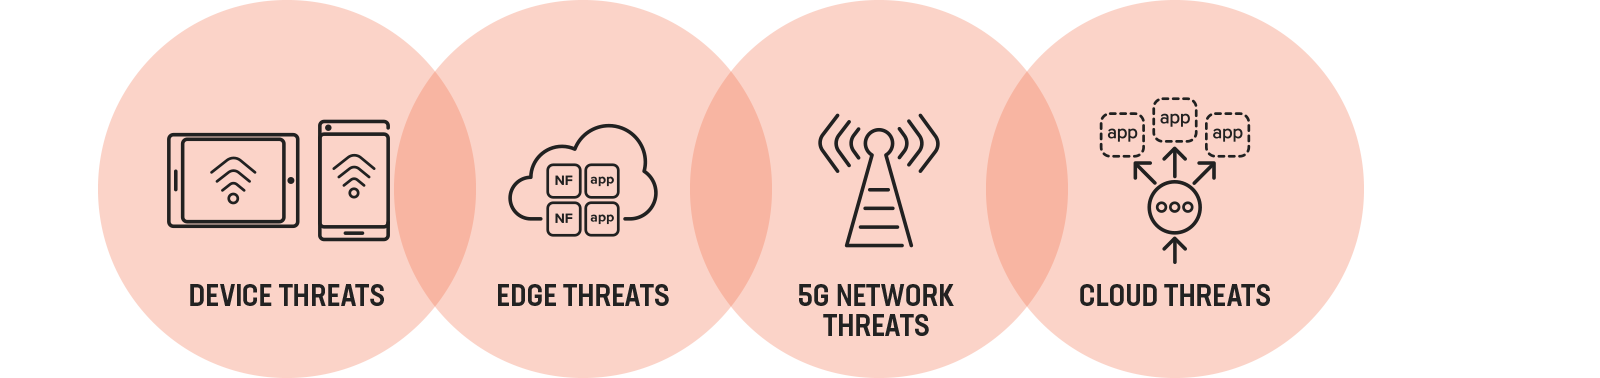 app
app
app
NF
app
NF
app
DEVICE THREATS
EDGE THREATS
5G NETWORK
THREATS
CLOUD THREATS